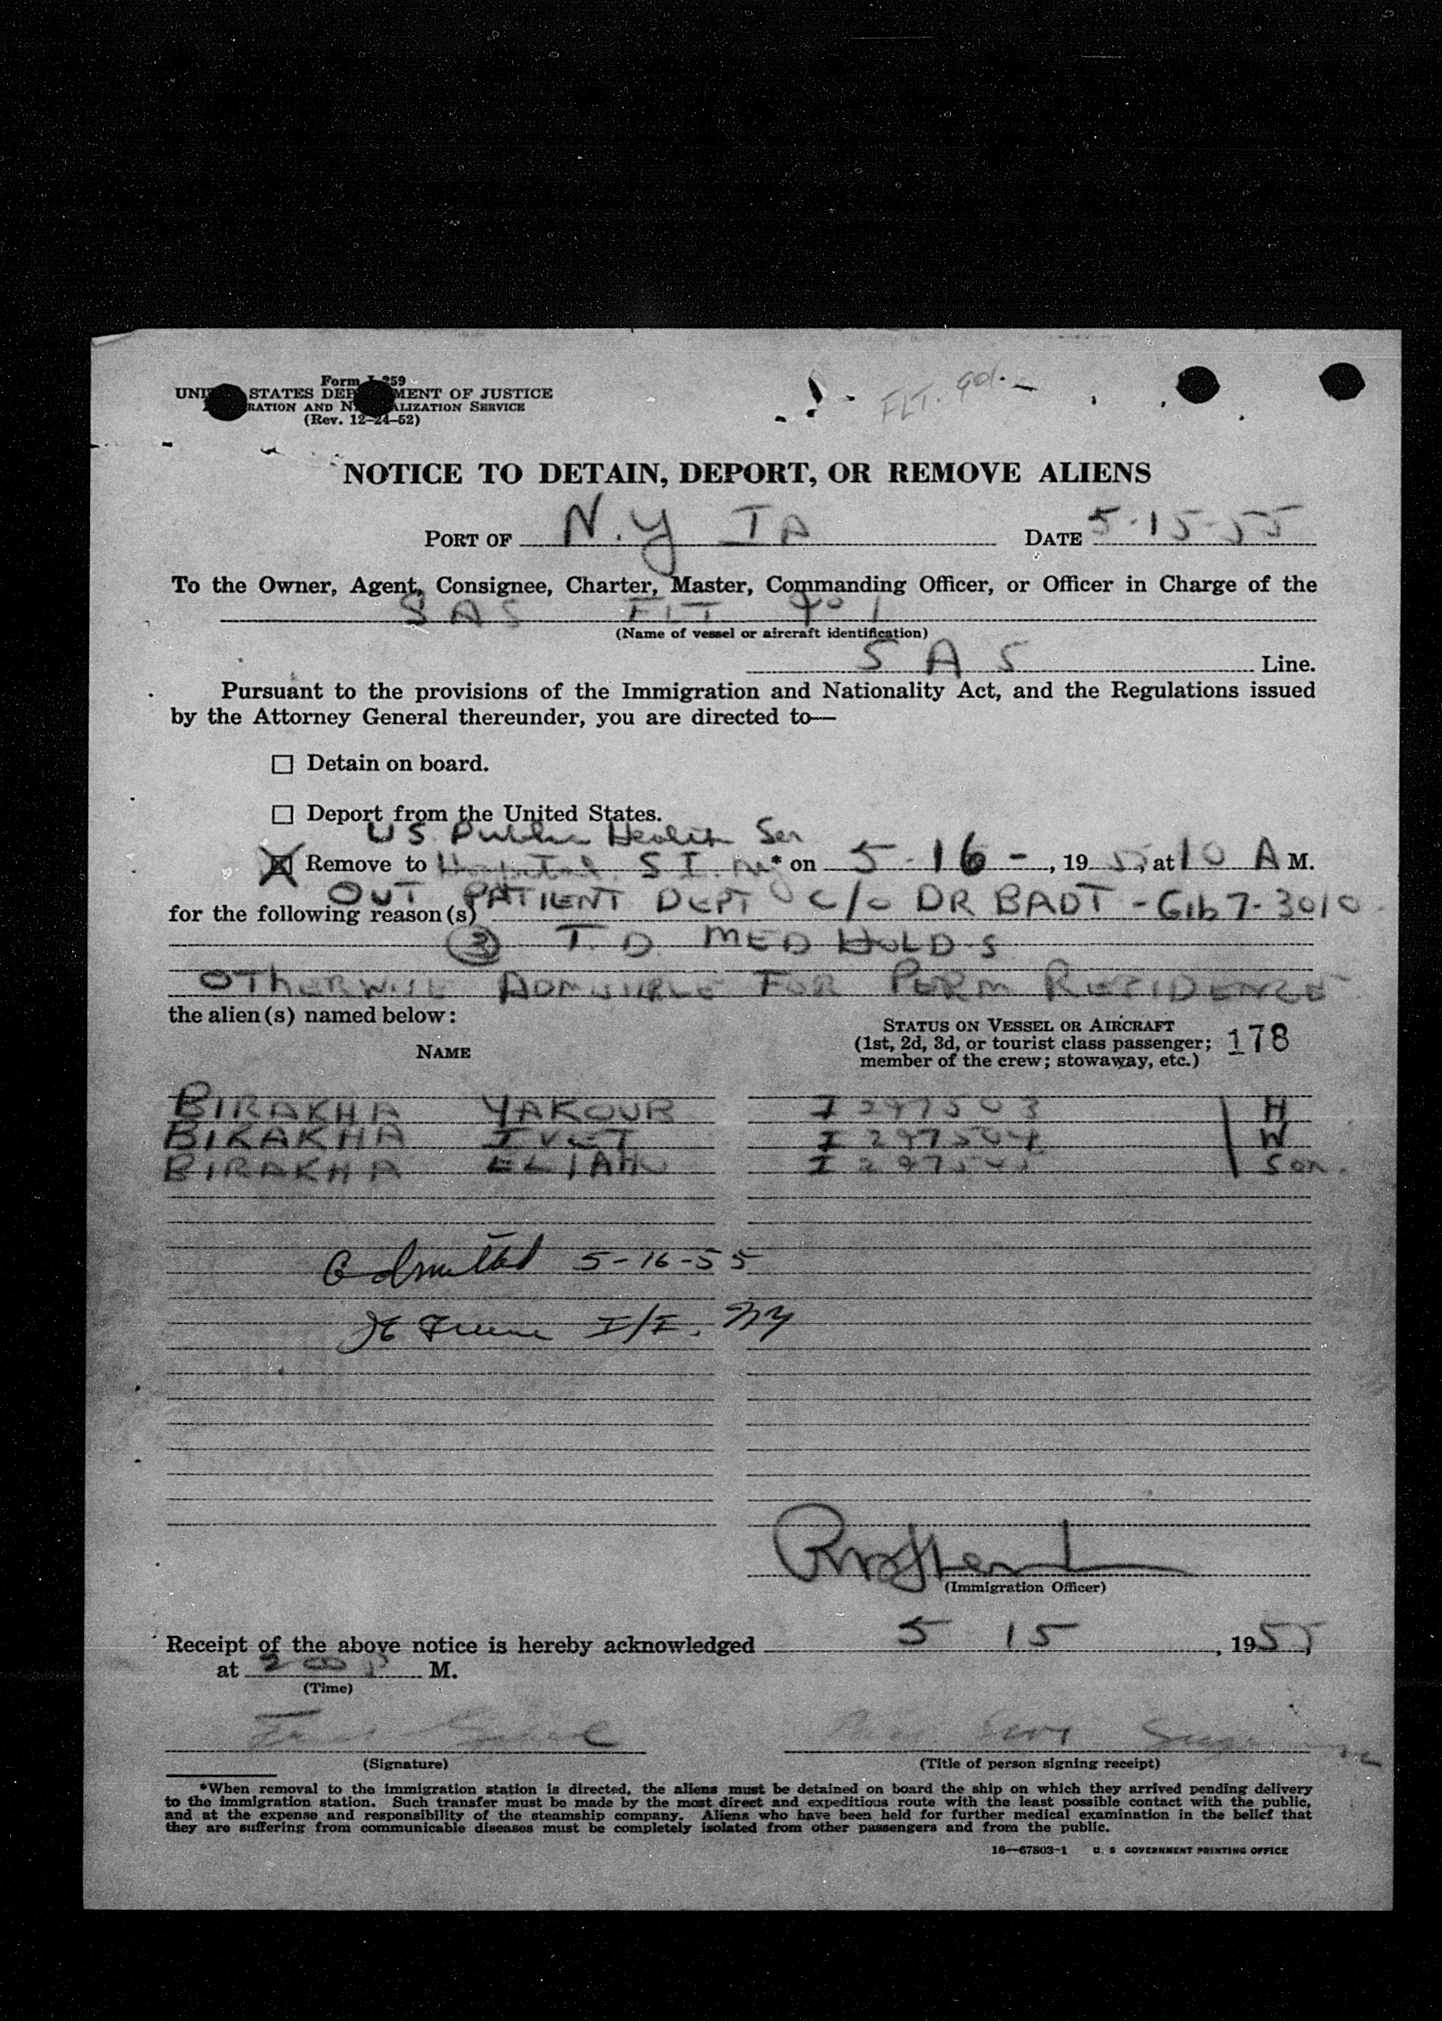 Form I-259
UNITED STATES DEPARTMENT OF JUSTICE
IMMIGRATION AND NATURALIZATION SERVICE
(Rev. 12-24-52)
FLT. 901.
NOTICE TO DETAIN, DEPORT, OR REMOVE ALIENS
PORT OF N.Y IA DATE 5-15-55
To the Owner, Agent, Consignee, Charter, Master, Commanding Officer, or Officer in Charge of the
SAS FLT 901
(Name of vessel or aircraft identification)
SAS Line.
Pursuant to the provisions of the Immigration and Nationality Act, and the Regulations issued
by the Attorney General thereunder, you are directed to—
☐ Detain on board.
☐ Deport from the United States.
US Public Health Ser
☒ Remove to Hospital S I. NY* on 5-16-, 1955, at 10 A M.
OUT PATIENT DEPT c/o DR BADT - Gib 7-3010
for the following reason(s)
(3) T.D. MED HOLDS
OTHERWISE ADMISSIBLE FOR PERM RESIDENCE
the alien(s) named below:
NAME
STATUS ON VESSEL OR AIRCRAFT
(1st, 2d, 3d, or tourist class passenger;
member of the crew; stowaway, etc.)
178
BIRAKHA YAKOUB I 297503 H
BIRAKHA IVET I 297504 W
BIRAKHA ELIAHU I 297505 Son.
Admitted 5-16-55
I/I. NY
(Immigration Officer)
Receipt of the above notice is hereby acknowledged 5 15, 1955,
at 200 P M.
(Time)
(Signature)
(Title of person signing receipt)
*When removal to the immigration station is directed, the aliens must be detained on board the ship on which they arrived pending delivery
to the immigration station. Such transfer must be made by the most direct and expeditious route with the least possible contact with the public,
and at the expense and responsibility of the steamship company. Aliens who have been held for further medical examination in the belief that
they are suffering from communicable diseases must be completely isolated from other passengers and from the public.
16—67803-1 U. S. GOVERNMENT PRINTING OFFICE